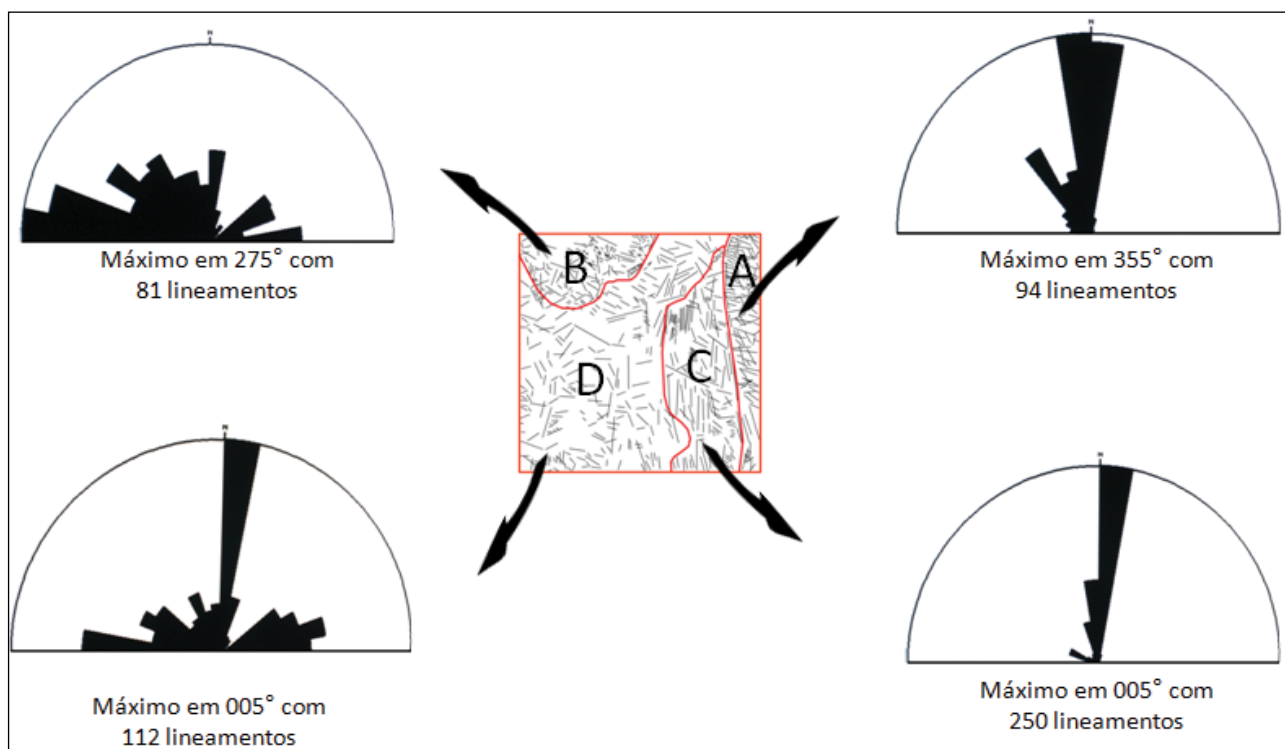 N
Máximo em 275° com
81 lineamentos
N
Máximo em 355° com
94 lineamentos
B
A
D
C
N
Máximo em 005° com
112 lineamentos
N
Máximo em 005° com
250 lineamentos